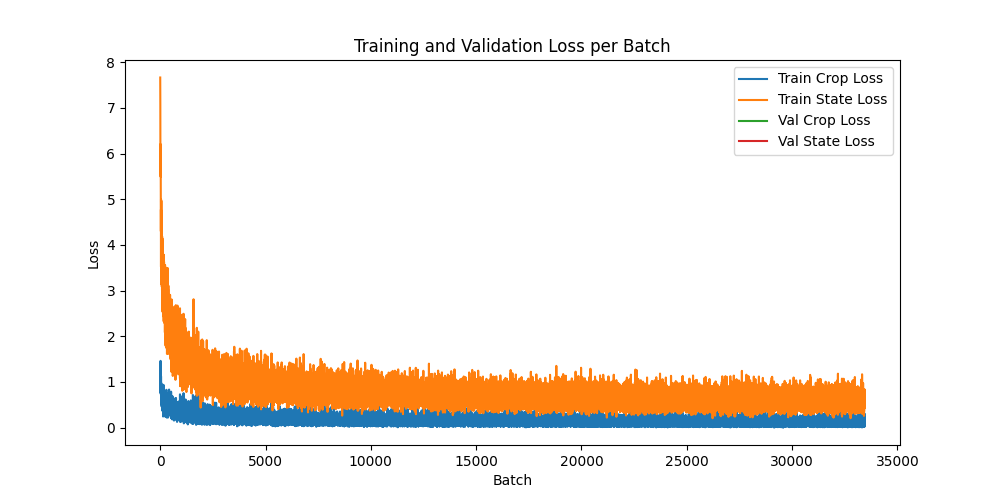 Training and Validation Loss per Batch
Train Crop Loss
Train State Loss
Val Crop Loss
Val State Loss
8
7
6
5
4
3
2
1
0
Loss
0
5000
10000
15000
20000
25000
30000
35000
Batch